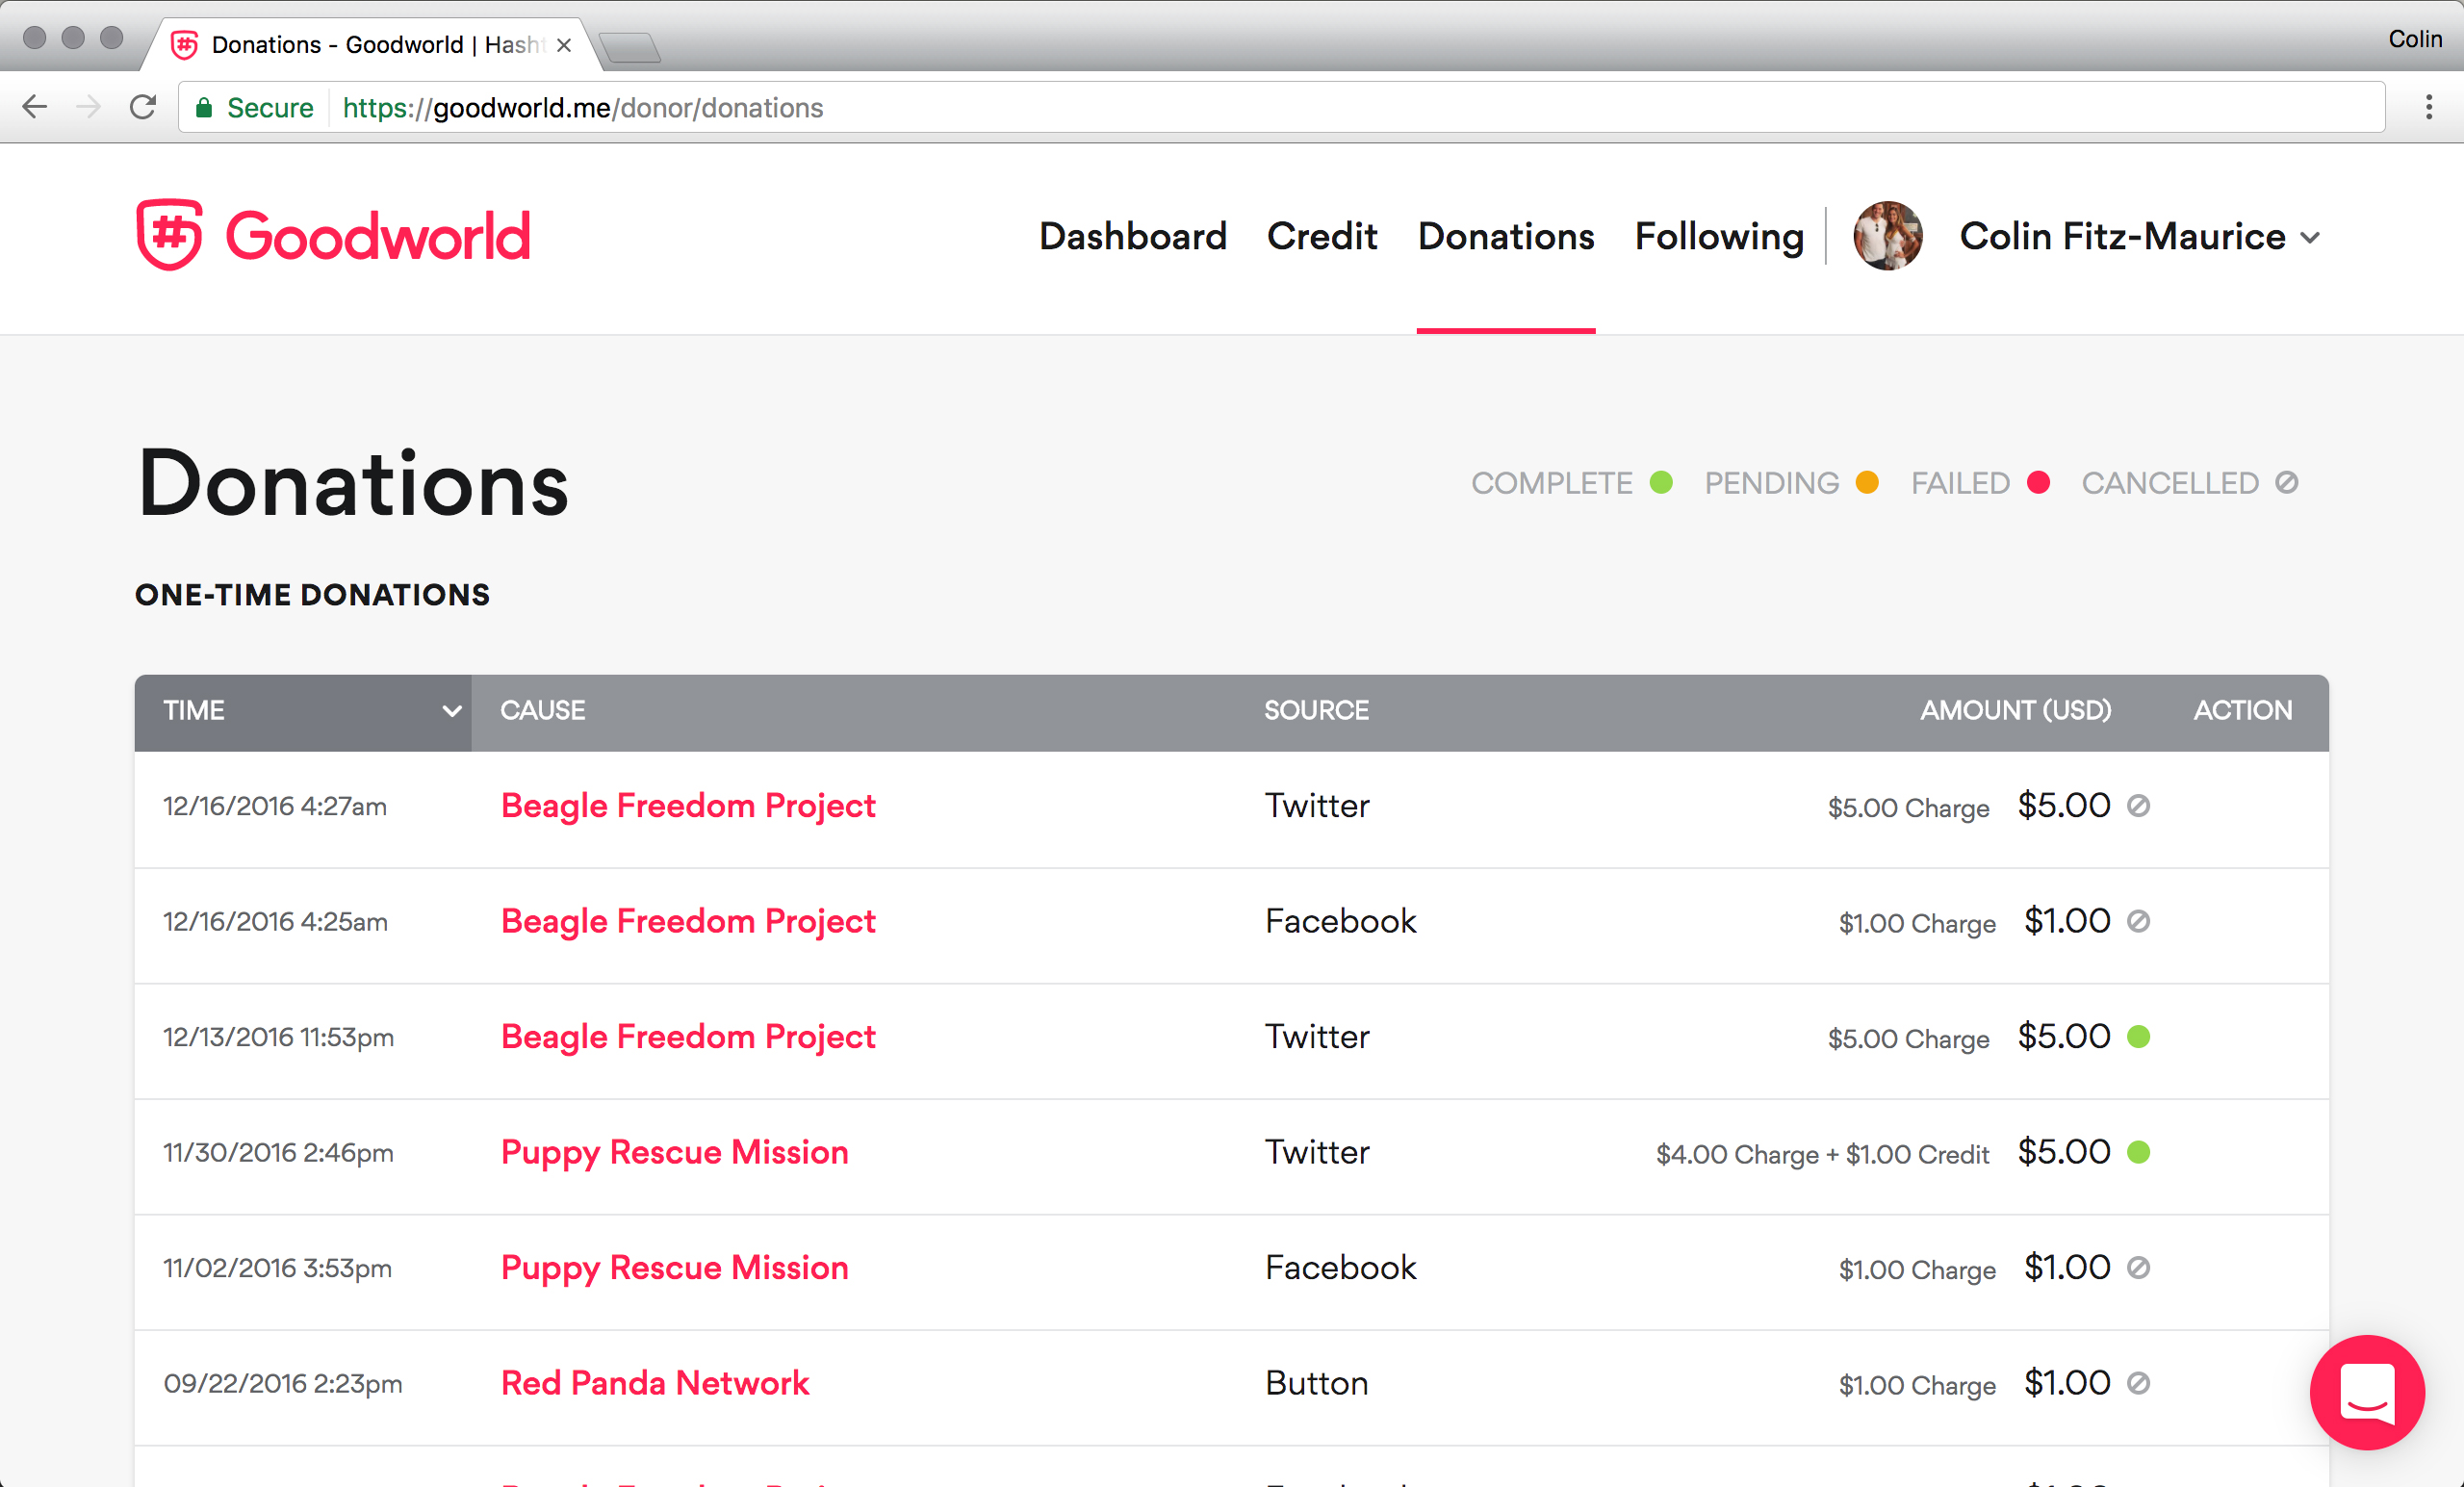 Donations - Goodworld | Hasht
Colin
Secure https://goodworld.me/donor/donations
# Goodworld
Dashboard Credit Donations Following Colin Fitz-Maurice
Donations
COMPLETE PENDING FAILED CANCELLED
ONE-TIME DONATIONS
TIME CAUSE SOURCE AMOUNT (USD) ACTION
12/16/2016 4:27am Beagle Freedom Project Twitter $5.00 Charge $5.00
12/16/2016 4:25am Beagle Freedom Project Facebook $1.00 Charge $1.00
12/13/2016 11:53pm Beagle Freedom Project Twitter $5.00 Charge $5.00
11/30/2016 2:46pm Puppy Rescue Mission Twitter $4.00 Charge + $1.00 Credit $5.00
11/02/2016 3:53pm Puppy Rescue Mission Facebook $1.00 Charge $1.00
09/22/2016 2:23pm Red Panda Network Button $1.00 Charge $1.00